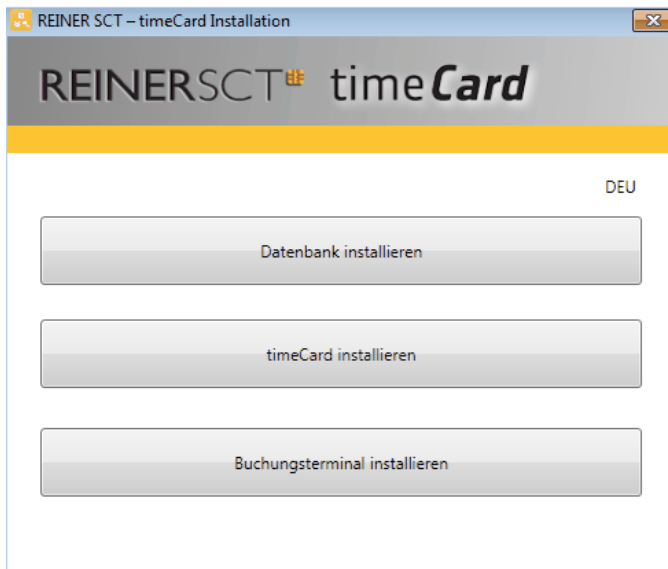 REINER SCT – timeCard Installation
REINERSCT timeCard
DEU
Datenbank installieren
timeCard installieren
Buchungsterminal installieren